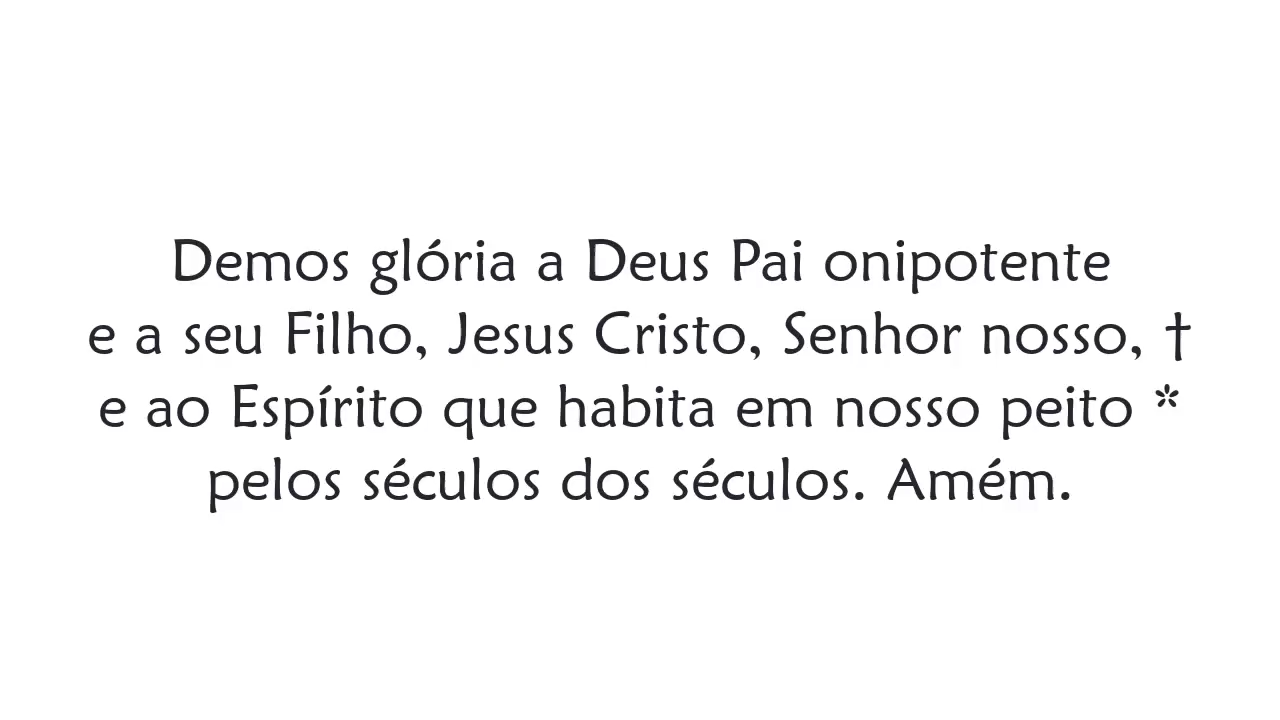 Demos glória a Deus Pai onipotente
e a seu Filho, Jesus Cristo, Senhor nosso, †
e ao Espírito que habita em nosso peito *
pelos séculos dos séculos. Amém.